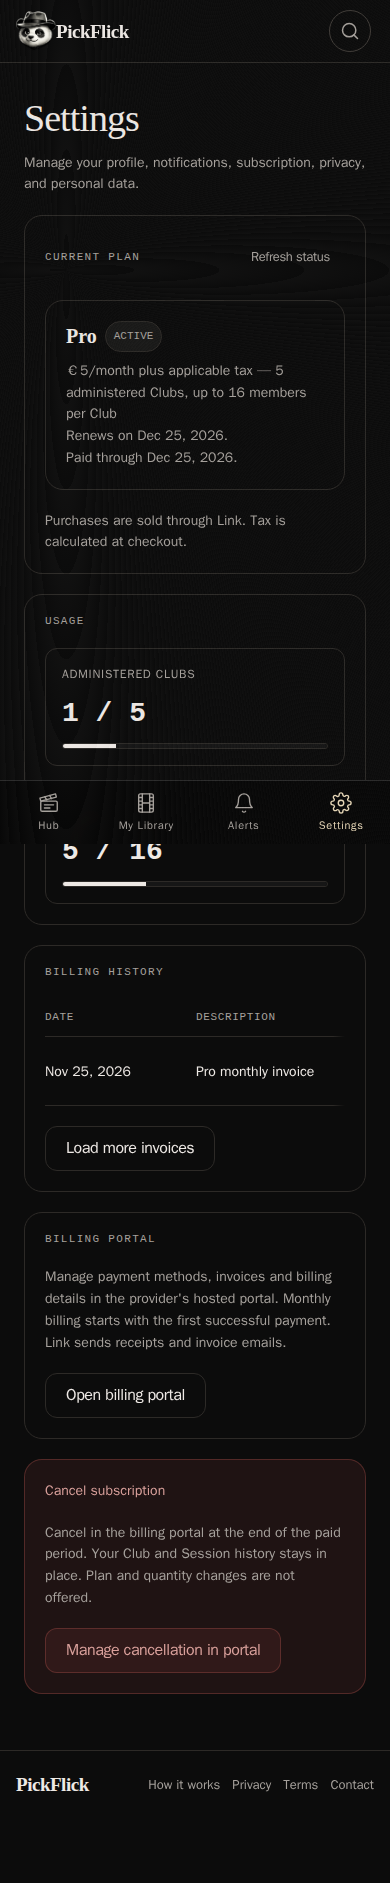 PickFlick
Settings
Manage your profile, notifications, subscription, privacy,
and personal data.
CURRENT PLAN
Refresh status
Pro ACTIVE
€5/month plus applicable tax — 5
administered Clubs, up to 16 members
per Club
Renews on Dec 25, 2026.
Paid through Dec 25, 2026.
Purchases are sold through Link. Tax is
calculated at checkout.
USAGE
ADMINISTERED CLUBS
1 / 5
Hub My Library Alerts Settings
5 / 16
BILLING HISTORY
DATE DESCRIPTION
Nov 25, 2026 Pro monthly invoice
Load more invoices
BILLING PORTAL
Manage payment methods, invoices and billing
details in the provider's hosted portal. Monthly
billing starts with the first successful payment.
Link sends receipts and invoice emails.
Open billing portal
Cancel subscription
Cancel in the billing portal at the end of the paid
period. Your Club and Session history stays in
place. Plan and quantity changes are not
offered.
Manage cancellation in portal
PickFlick How it works Privacy Terms Contact